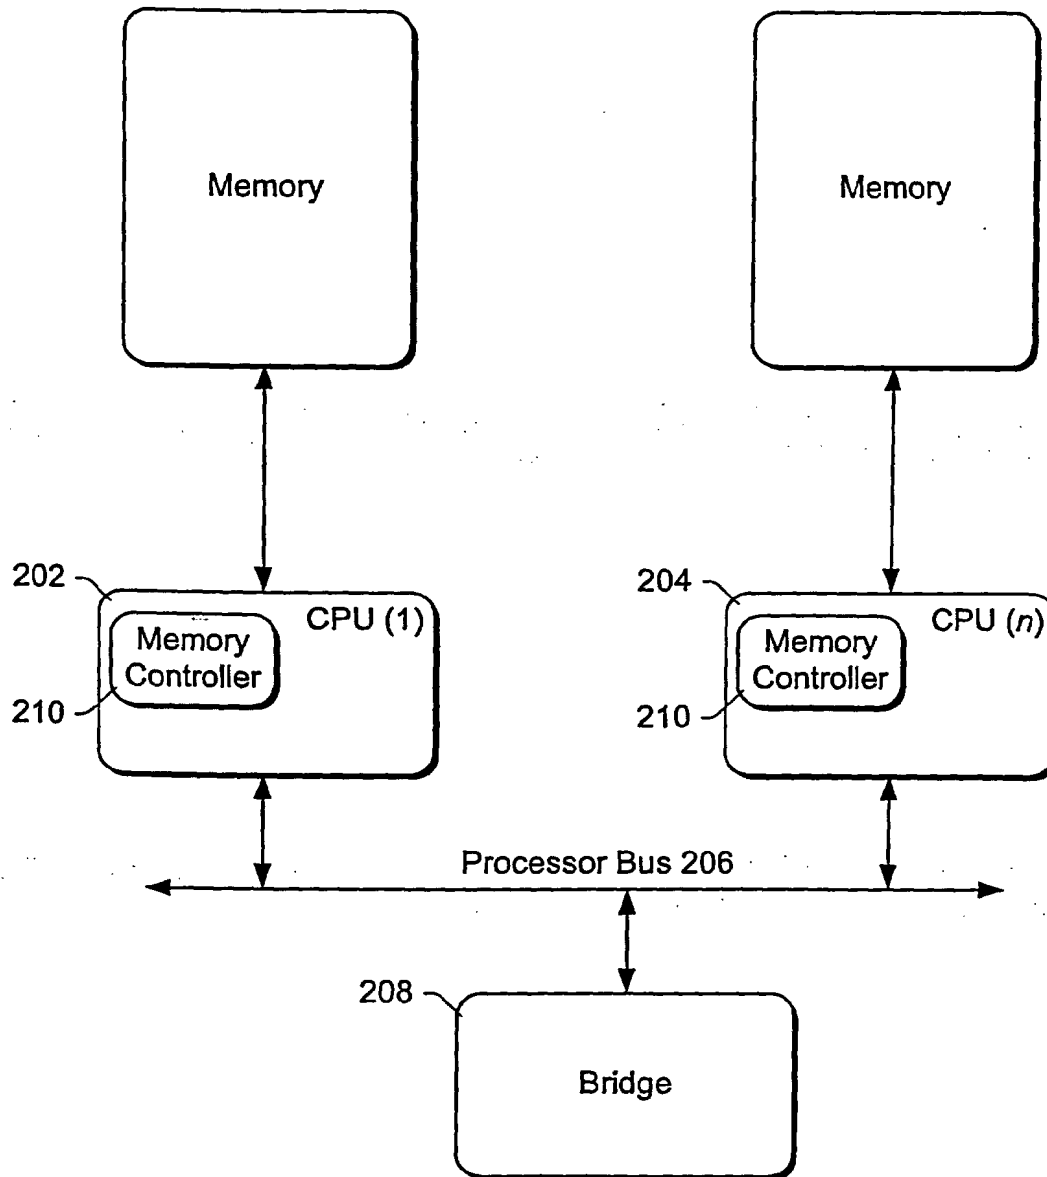 Memory
Memory
202
CPU (1)
Memory
Controller
210
204
CPU (n)
Memory
Controller
210
Processor Bus 206
208
Bridge